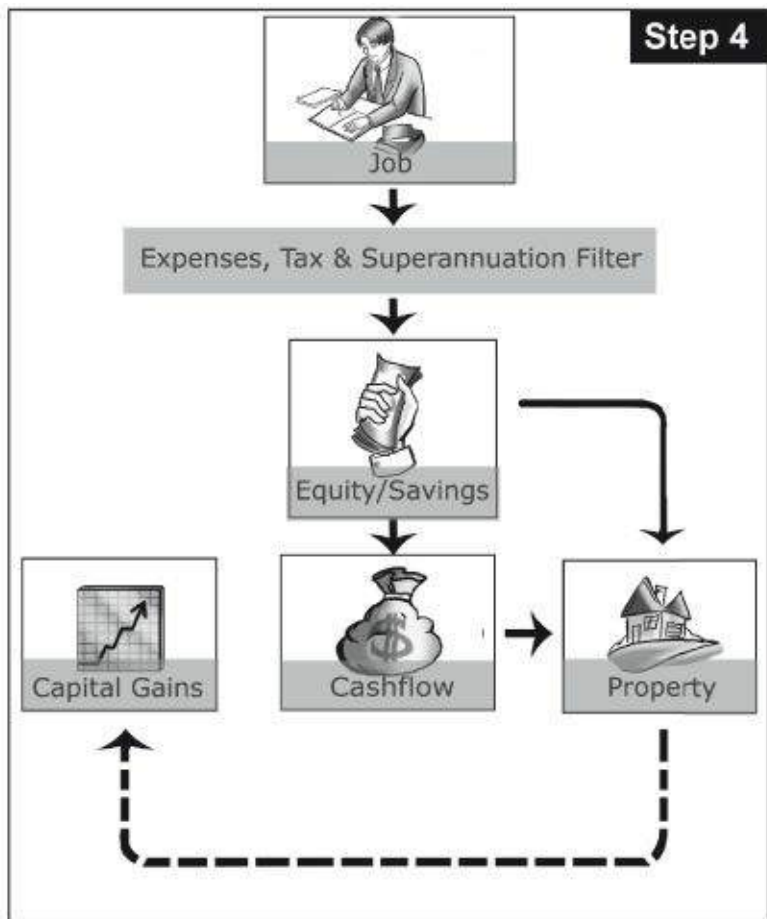 Step 4
Job
Expenses, Tax & Superannuation Filter
Equity/Savings
Capital Gains
$
Cashflow
Property